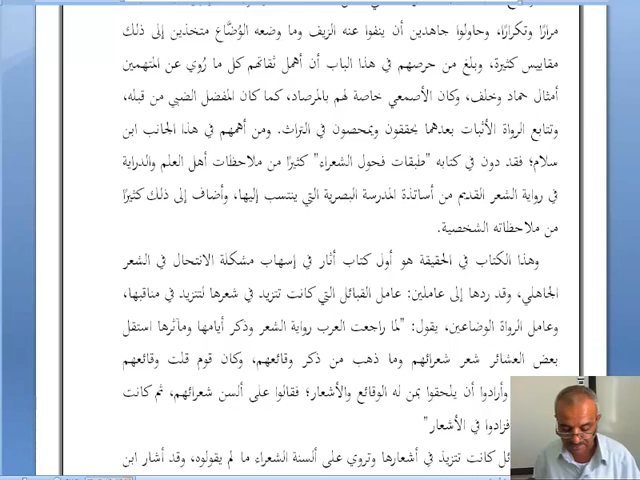 مرارًا وتكرارًا، وحاولوا جاهدين أن ينفوا عنه الزيف وما وضعه الوُضَّاع متخذين إلى ذلك
مقاييس كثيرة، وبلغ من حرصهم في هذا الباب أن أهمل ثقاتهم كل ما رُوي عن المتهمين
أمثال حماد وخلف، وكان الأصمعي خاصة لهم بالمرصاد، كما كان المفضل الضبي من قبله،
وتتابع الرواة الأثبات بعدهما يحققون ويمحصون في التراث. ومن أهمهم في هذا الجانب ابن
سلام؛ فقد دون في كتابه "طبقات فحول الشعراء" كثيرًا من ملاحظات أهل العلم والدراية
في رواية الشعر القديم من أساتذة المدرسة البصرية التي ينتسب إليها، وأضاف إلى ذلك كثيرًا
من ملاحظاته الشخصية.
وهذا الكتاب في الحقيقة هو أول كتاب أثار في إسهاب مشكلة الانتحال في الشعر
الجاهلي، وقد ردها إلى عاملين: عامل القبائل التي كانت تتزيد في شعرها لتتزيد في مناقبها،
وعامل الرواة الوضاعين، يقول: "لما راجعت العرب رواية الشعر وذكر أيامها ومآثرها استقل
بعض العشائر شعر شعرائهم وما ذهب من ذكر وقائعهم، وكان قوم قلت وقائعهم
وأرادوا أن يلحقوا بمن له الوقائع والأشعار؛ فقالوا على ألسن شعرائهم، ثم كانت
فزادوا في الأشعار"
كانت تتزيد في أشعارها وتروي على ألسنة الشعراء ما لم يقولوه، وقد أشار ابن